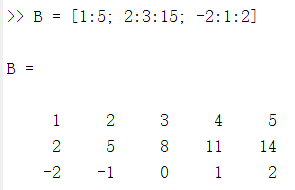 >> B = [1:5; 2:3:15; -2:1:2]
B =
1 2 3 4 5
2 5 8 11 14
-2 -1 0 1 2